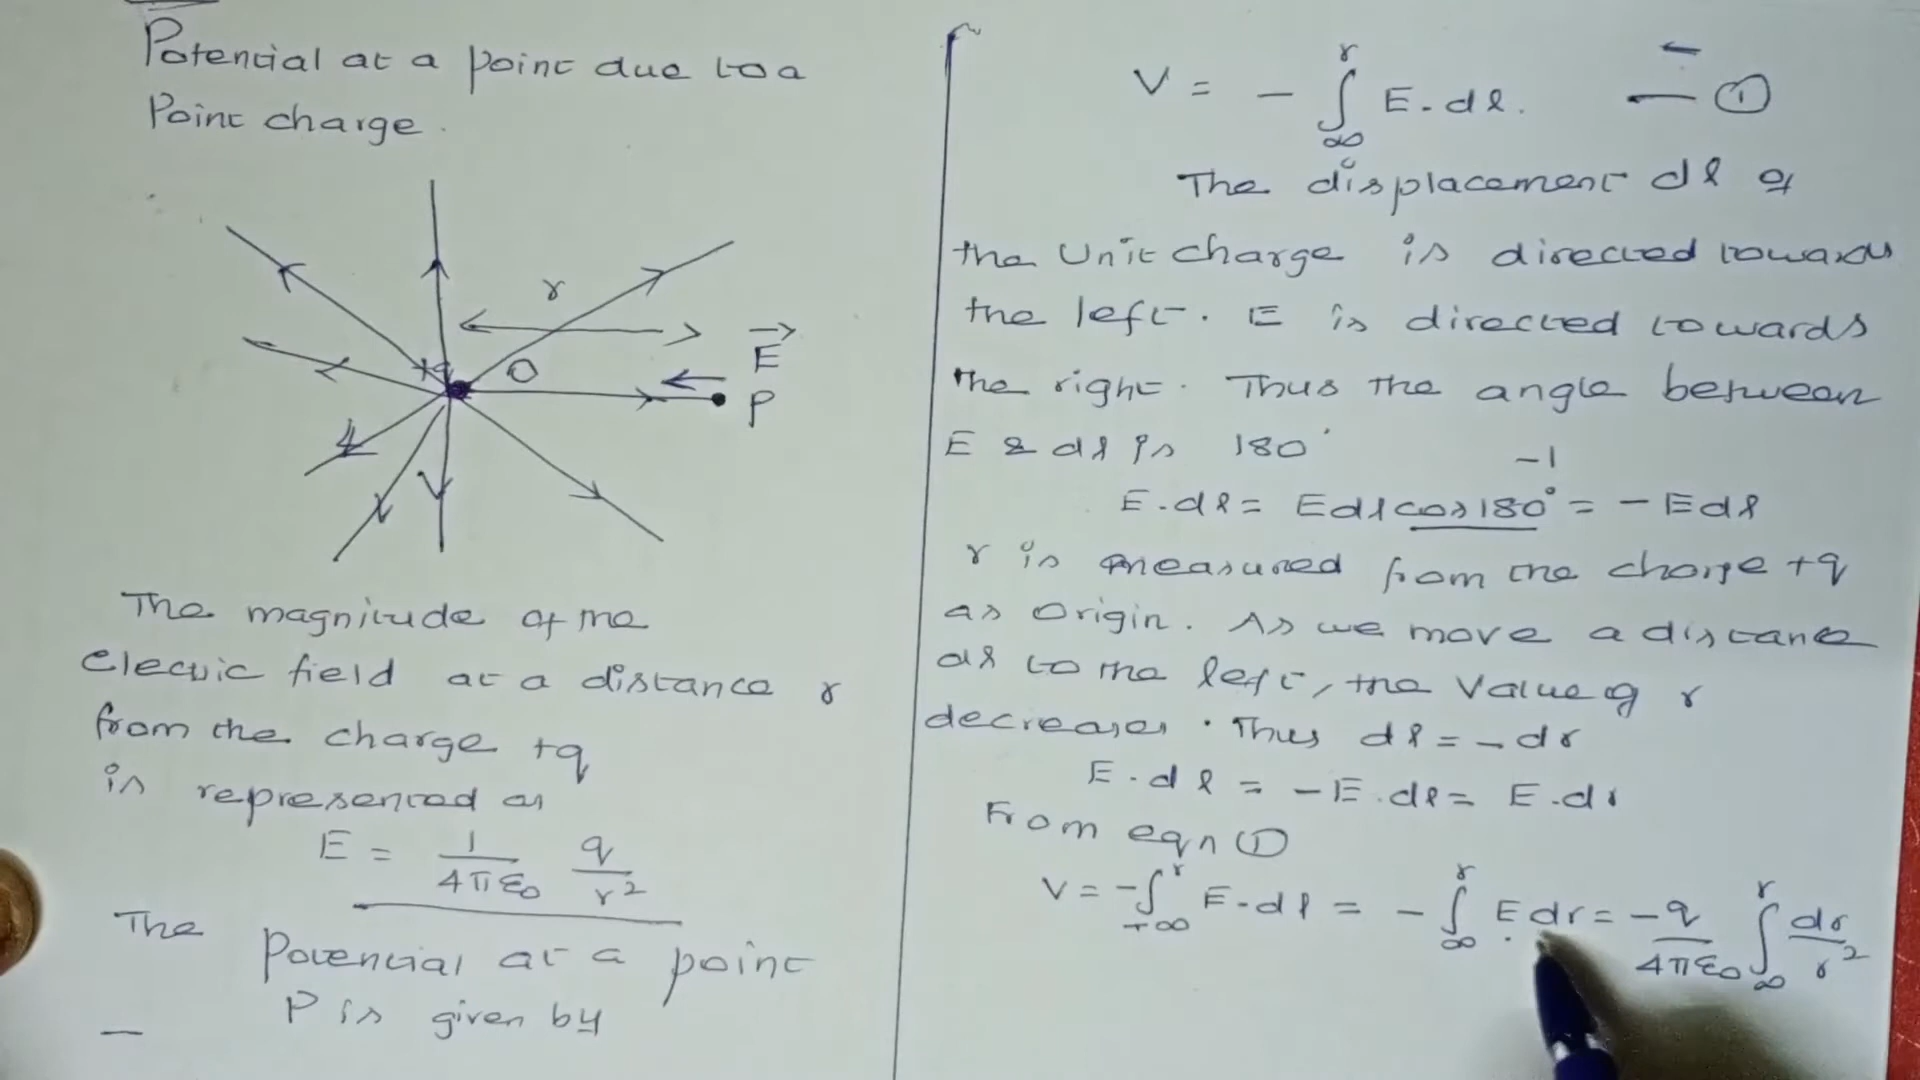 Potential at a point due to a
Point charge.
r
E
+q
O
P
The magnitude of the
electric field at a distance r
from the charge +q
is represented as
E = 1/4πε₀ q/r²
The
Potential at a point
P is given by
V = - ∫∞^r E.dl. — ①
The displacement dl of
the Unit charge is directed towards
the left. E is directed towards
the right. Thus the angle between
E & dl is 180°
-1
E.dl = Edl cos180° = - Edl
r is measured from the charge +q
as origin. As we move a distance
dl to the left, the value of r
decreases. Thus dl = - dr
E.dl = - E.dl = E.dr
From eqn ①
V = - ∫∞^r E.dl = - ∫∞^r E dr = -q/4πε₀ ∫∞^r dr/r²